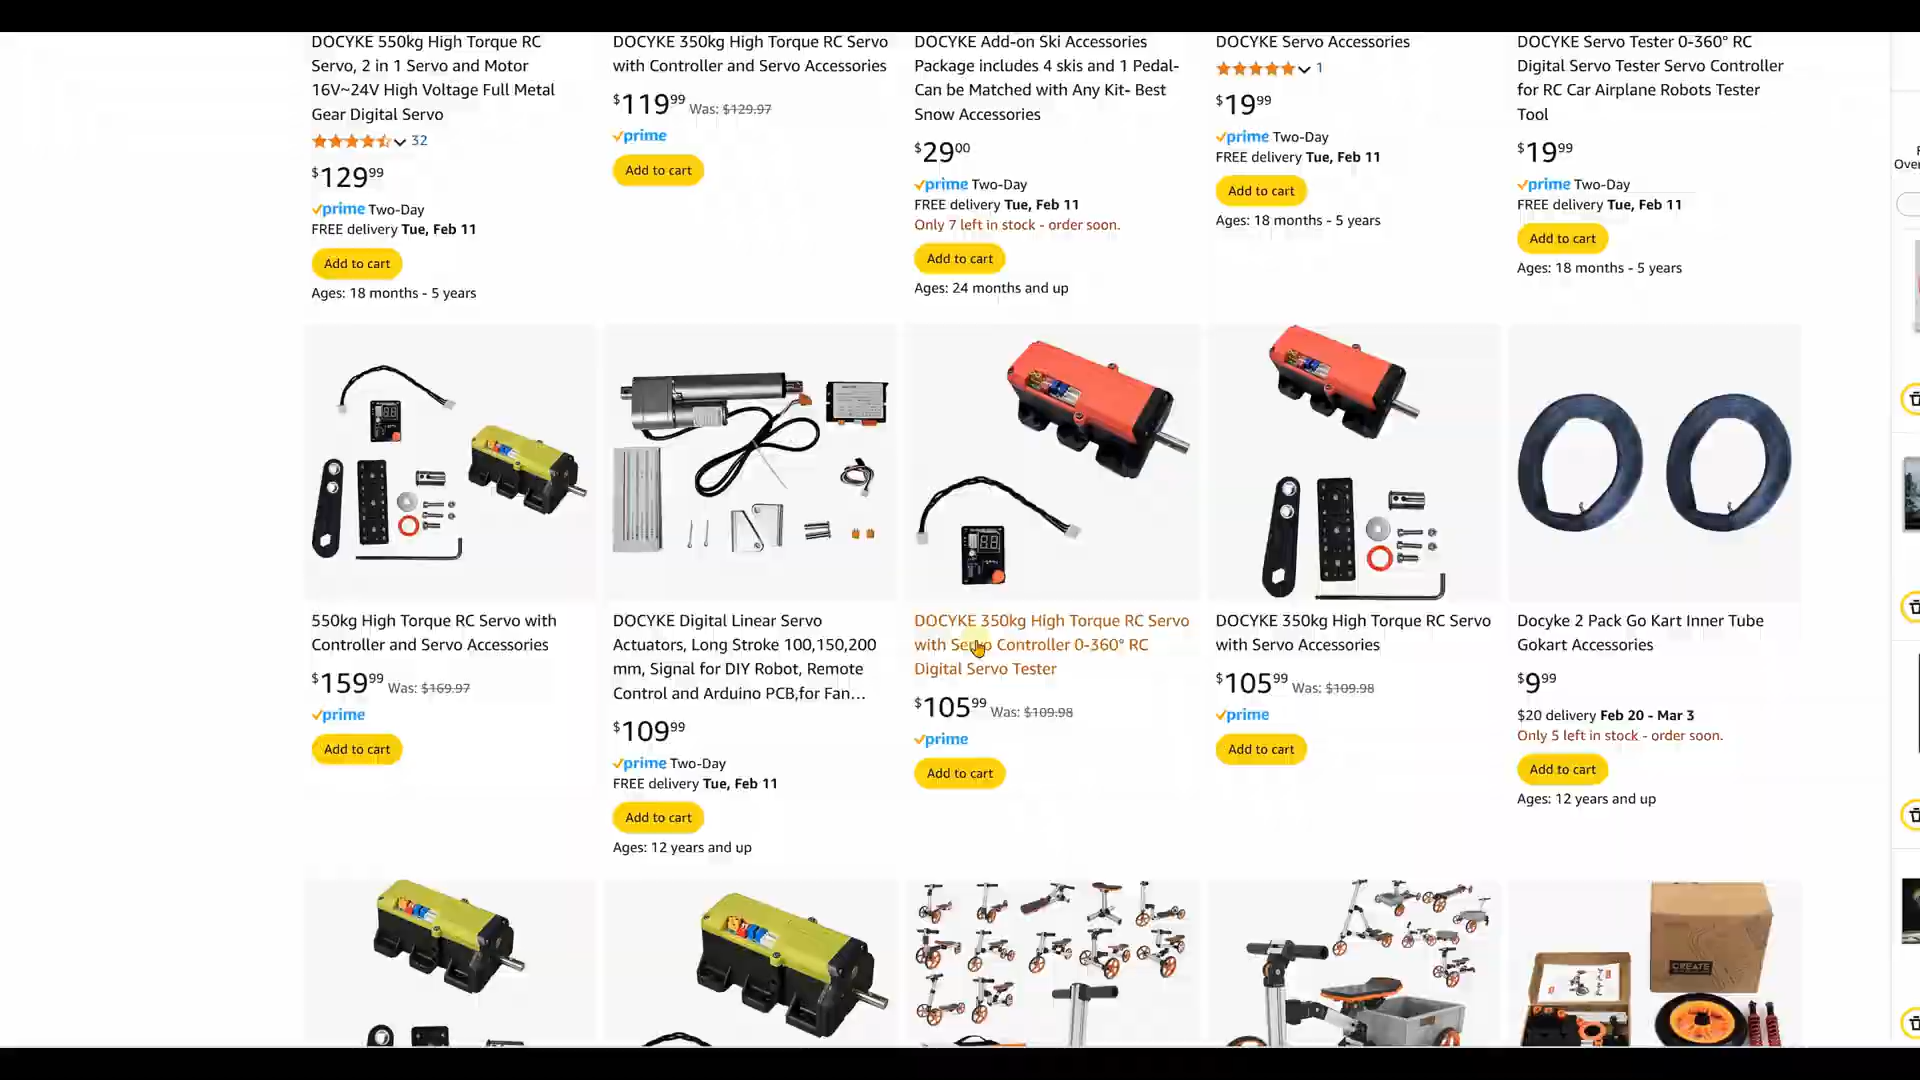 DOCYKE 550kg High Torque RC
Servo, 2 in 1 Servo and Motor
16V~24V High Voltage Full Metal
Gear Digital Servo
32
$129.99
prime Two-Day
FREE delivery Tue, Feb 11
Add to cart
Ages: 18 months - 5 years
DOCYKE 350kg High Torque RC Servo
with Controller and Servo Accessories
$119.99 Was: $129.97
prime
Add to cart
DOCYKE Add-on Ski Accessories
Package includes 4 skis and 1 Pedal-
Can be Matched with Any Kit- Best
Snow Accessories
$29.00
prime Two-Day
FREE delivery Tue, Feb 11
Only 7 left in stock - order soon.
Add to cart
Ages: 24 months and up
DOCYKE Servo Accessories
1
$19.99
prime Two-Day
FREE delivery Tue, Feb 11
Add to cart
Ages: 18 months - 5 years
DOCYKE Servo Tester 0-360° RC
Digital Servo Tester Servo Controller
for RC Car Airplane Robots Tester
Tool
$19.99
prime Two-Day
FREE delivery Tue, Feb 11
Add to cart
Ages: 18 months - 5 years
550kg High Torque RC Servo with
Controller and Servo Accessories
$159.99 Was: $169.97
prime
Add to cart
DOCYKE Digital Linear Servo
Actuators, Long Stroke 100,150,200
mm, Signal for DIY Robot, Remote
Control and Arduino PCB,for Fan...
$109.99
prime Two-Day
FREE delivery Tue, Feb 11
Add to cart
Ages: 12 years and up
DOCYKE 350kg High Torque RC Servo
with Servo Controller 0-360° RC
Digital Servo Tester
$105.99 Was: $109.98
prime
Add to cart
DOCYKE 350kg High Torque RC Servo
with Servo Accessories
$105.99 Was: $109.98
prime
Add to cart
Docyke 2 Pack Go Kart Inner Tube
Gokart Accessories
$9.99
$20 delivery Feb 20 - Mar 3
Only 5 left in stock - order soon.
Add to cart
Ages: 12 years and up
CREATE